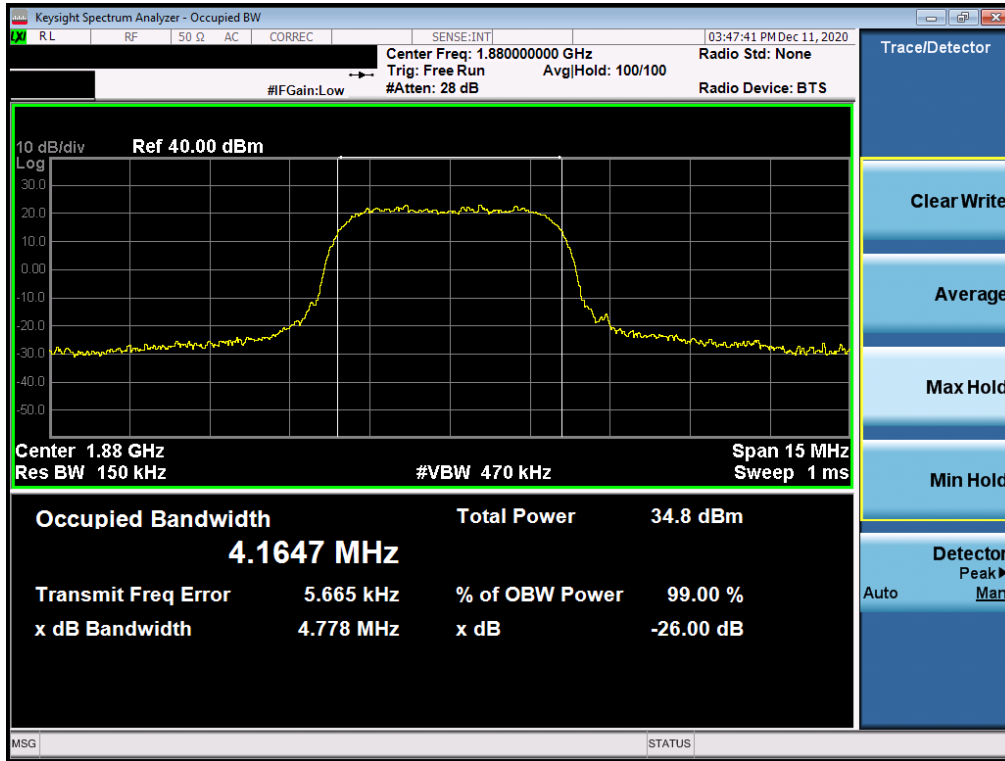 Keysight Spectrum Analyzer - Occupied BW
LXI RL RF 50 Ω AC CORREC SENSE:INT 03:47:41 PM Dec 11, 2020
Center Freq: 1.880000000 GHz Radio Std: None
Trig: Free Run Avg|Hold: 100/100
#IFGain:Low #Atten: 28 dB Radio Device: BTS
10 dB/div Ref 40.00 dBm
Log
30.0
20.0
10.0
0.00
-10.0
-20.0
-30.0
-40.0
-50.0
Center 1.88 GHz Span 15 MHz
Res BW 150 kHz #VBW 470 kHz Sweep 1 ms
Occupied Bandwidth Total Power 34.8 dBm
4.1647 MHz
Transmit Freq Error 5.665 kHz % of OBW Power 99.00 %
x dB Bandwidth 4.778 MHz x dB -26.00 dB
MSG STATUS
Trace/Detector
Clear Write
Average
Max Hold
Min Hold
Detector
Peak▶
Auto Man